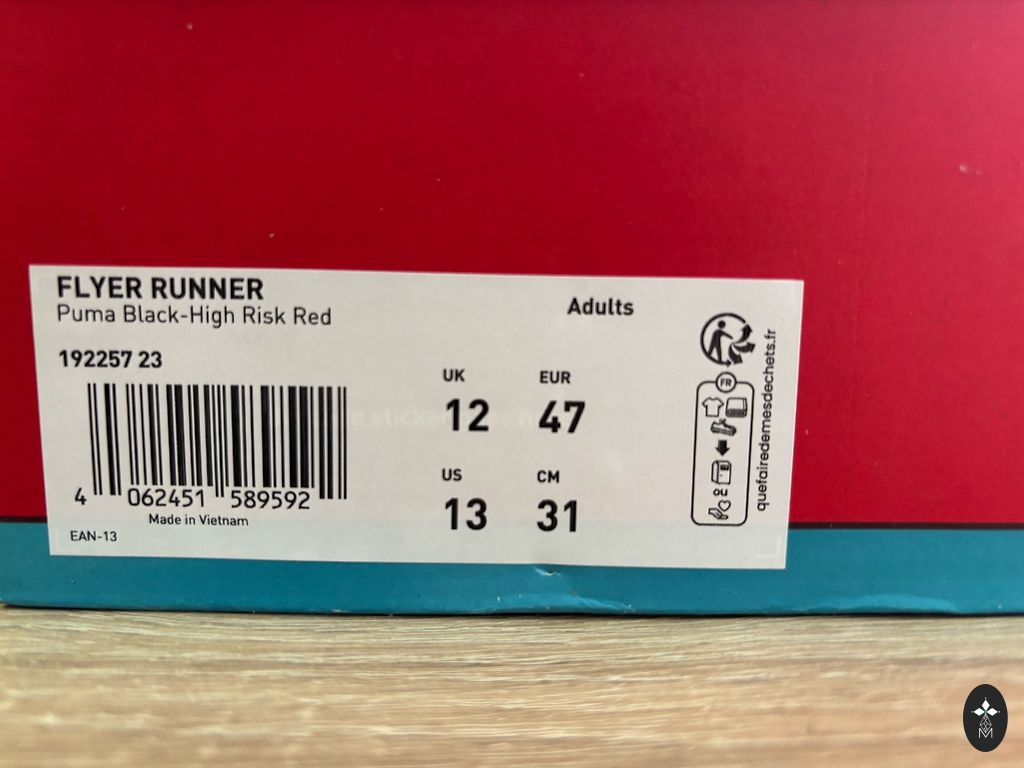 FLYER RUNNER
Puma Black-High Risk Red
Adults
192257 23
UK EUR
12 47
US CM
13 31
4 062451 589592
Made in Vietnam
EAN-13
FR
OU
quefairedemesdechets.fr